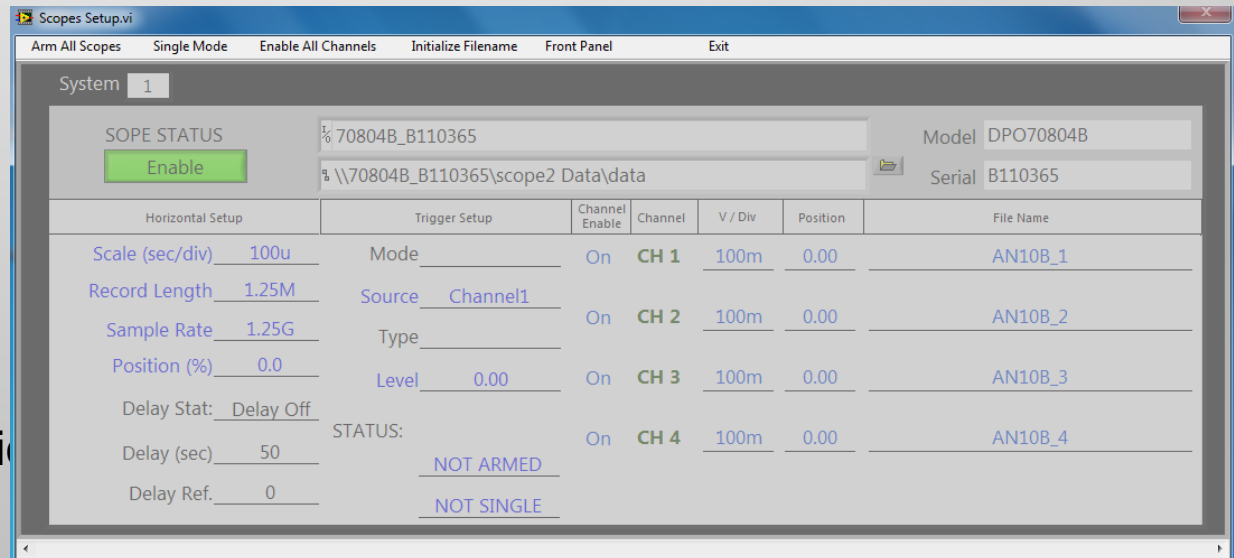 Scopes Setup.vi
Arm All Scopes Single Mode Enable All Channels Initialize Filename Front Panel Exit
System 1
SOPE STATUS
Enable
70804B_B110365
\\70804B_B110365\scope2 Data\data
Model DPO70804B
Serial B110365
Horizontal Setup Trigger Setup Channel Enable Channel V / Div Position File Name
Scale (sec/div) 100u
Record Length 1.25M
Sample Rate 1.25G
Position (%) 0.0
Delay Stat: Delay Off
Delay (sec) 50
Delay Ref. 0
Mode
Source Channel1
Type
Level 0.00
STATUS:
NOT ARMED
NOT SINGLE
On CH 1 100m 0.00 AN10B_1
On CH 2 100m 0.00 AN10B_2
On CH 3 100m 0.00 AN10B_3
On CH 4 100m 0.00 AN10B_4